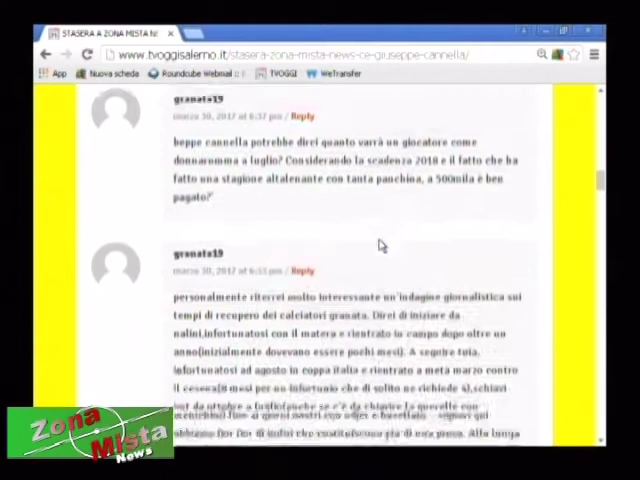 STASERA A ZONA MISTA N
www.tvoggisalerno.it/stasera-zona-mista-news-ce-giuseppe-cannella/
App Nuova scheda Roundcube Webmail :: TVOGGI WeTransfer
granata19
marzo 30, 2017 at 6:37 pm / Reply
beppe cannella potrebbe dirci quanto varrà un giocatore come
donnarumma a luglio? Considerando la scadenza 2018 e il fatto che ha
fatto una stagione altalenante con tanta panchina, a 500mila è ben
pagato?"
granata19
marzo 30, 2017 at 6:33 pm / Reply
personalmente riterrei molto interessante un'indagine giornalistica sui
tempi di recupero dei calciatori granata. Direi di iniziare da
nalini,infortunatosi con il matera e rientrato in campo dopo oltre un
anno(inizialmente dovevano essere pochi mesi). A seguire tuia,
infortunatosi ad agosto in coppa italia e rientrato a metà marzo contro
il cesena(8 mesi per un infortunio che di solito ne richiede 4),schiavi
Zona
Mista
News